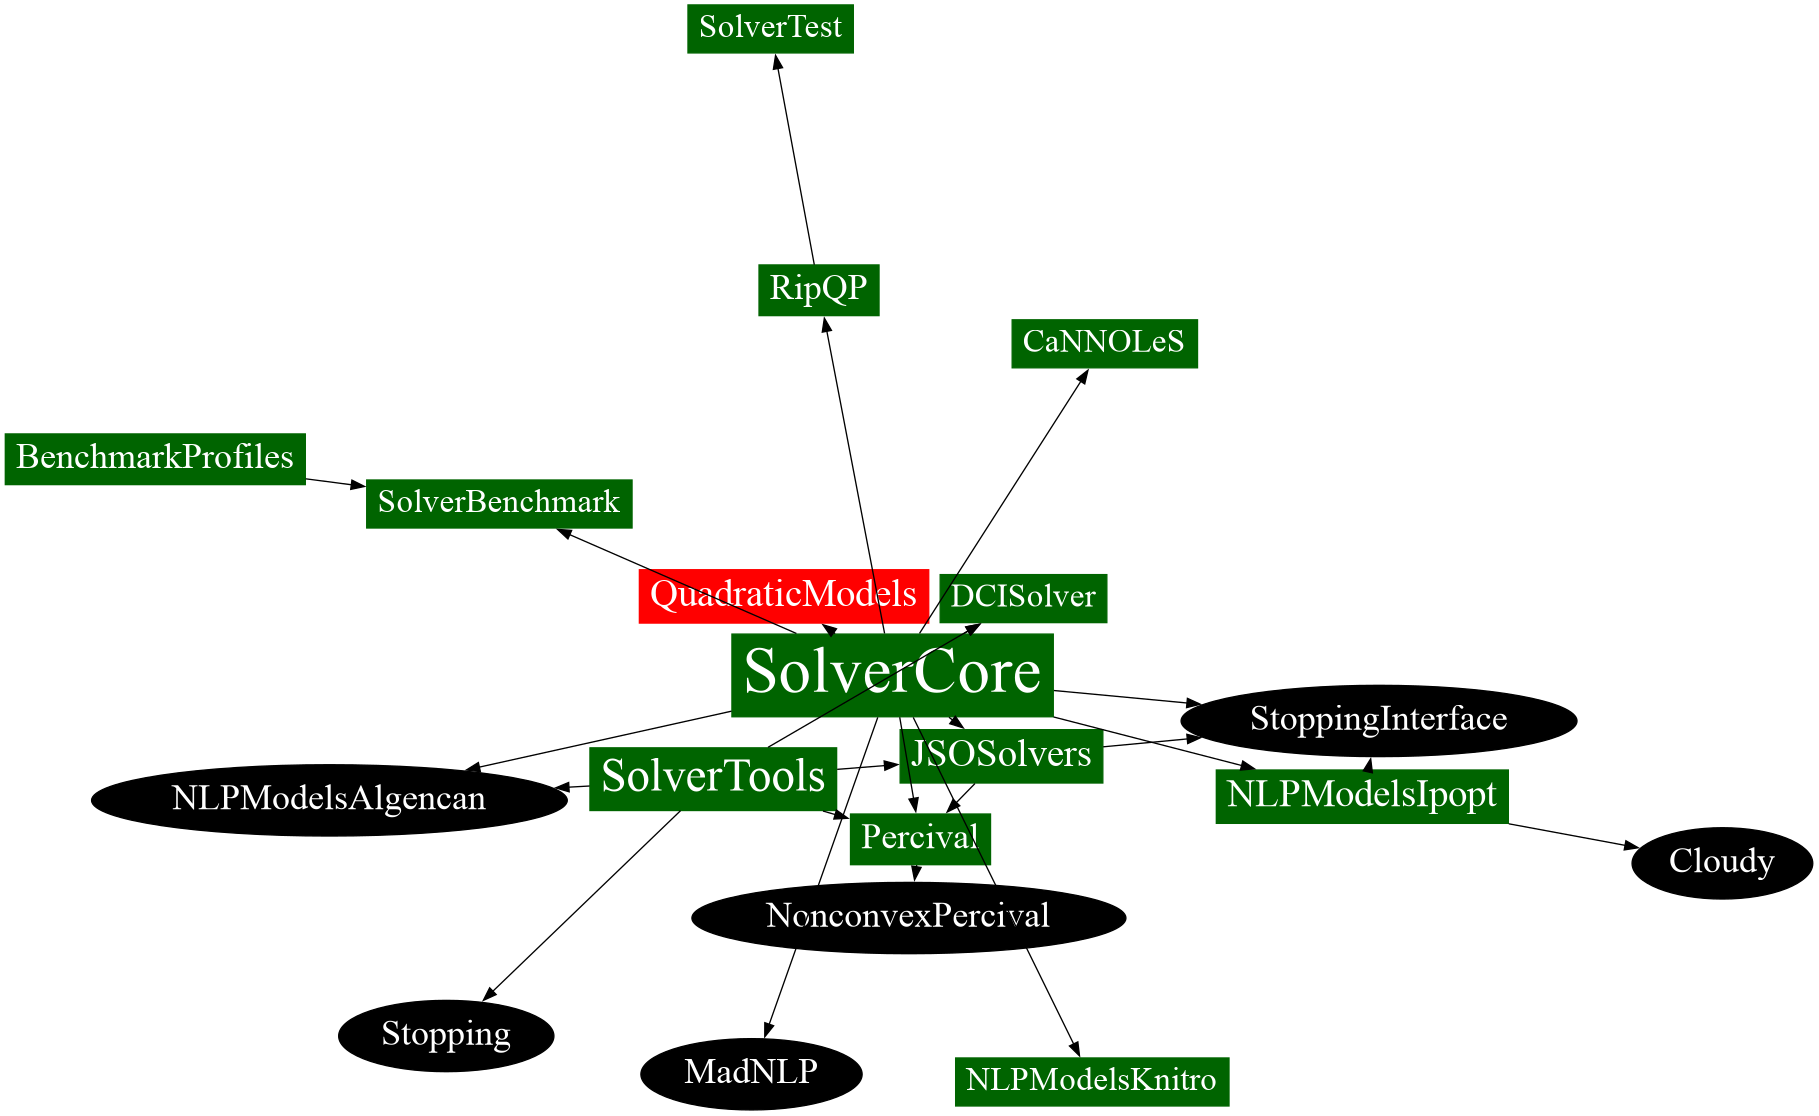 SolverTest
RipQP
CaNNOLeS
BenchmarkProfiles
SolverBenchmark
QuadraticModels
DCISolver
SolverCore
StoppingInterface
JSOSolvers
SolverTools
NLPModelsAlgencan
NLPModelsIpopt
Percival
Cloudy
NonconvexPercival
Stopping
MadNLP
NLPModelsKnitro